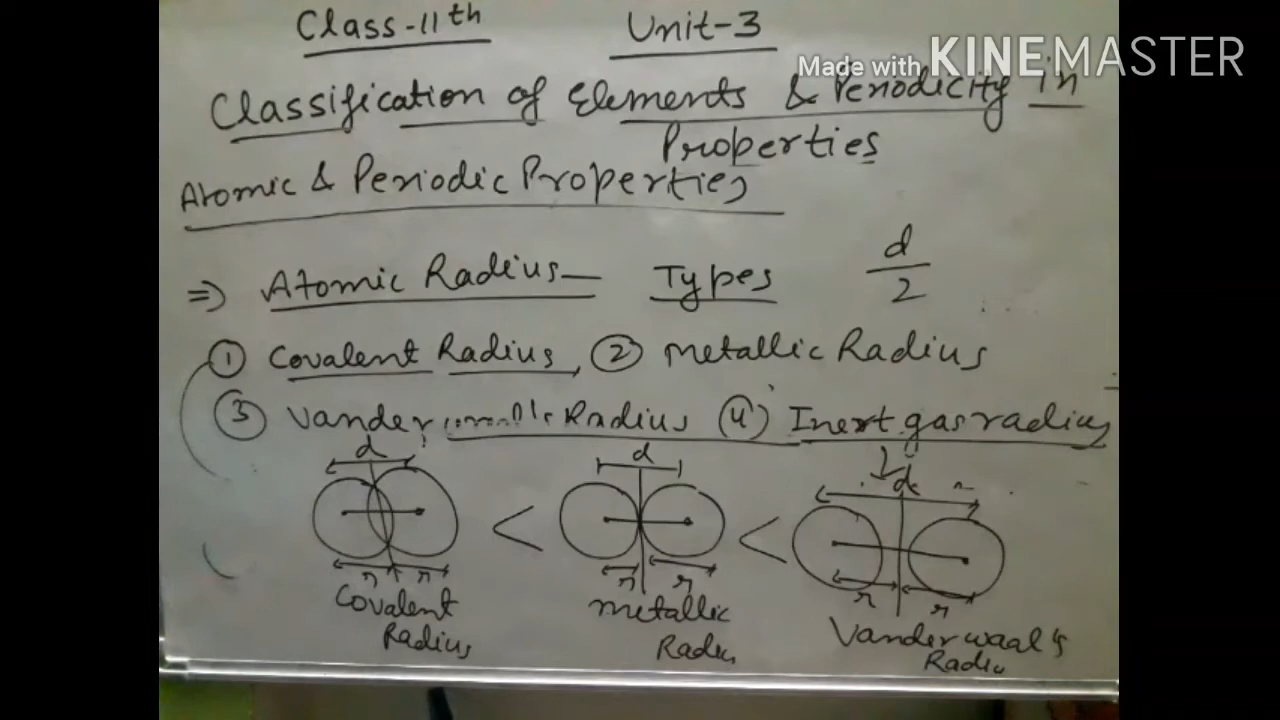 Class-11th Unit-3
Made with KINEMASTER
Classification of Elements & Periodicity in
Properties
Atomic & Periodic Properties
⇒ Atomic Radius— Types d/2
① Covalent Radius, ② Metallic Radius
③ Vander Radius ④ Inert gas radius
d d d
< <
r r r r r r
Covalent Radius
metallic Radius
Vander waal's